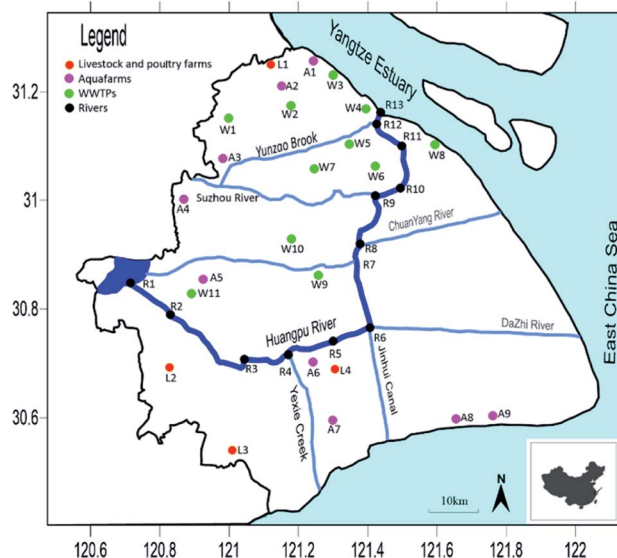 Legend
Livestock and poultry farms
Aquafarms
WWTPs
Rivers
Yangtze Estuary
East China Sea
31.2
31
30.8
30.6
L1
A1
A2
W3
W4
R13
R12
W1
W2
R11
Yunzao Brook
W5
W8
A3
W7
W6
R10
Suzhou River
R9
A4
ChuanYang River
W10
R8
R7
R1
A5
W9
W11
R2
Huangpu River
DaZhi River
R6
R5
R3
R4
A6
L4
L2
Jinhui Canal
Yexie Creek
A7
A8
A9
L3
N
10km
120.6
120.8
121
121.2
121.4
121.6
121.8
122